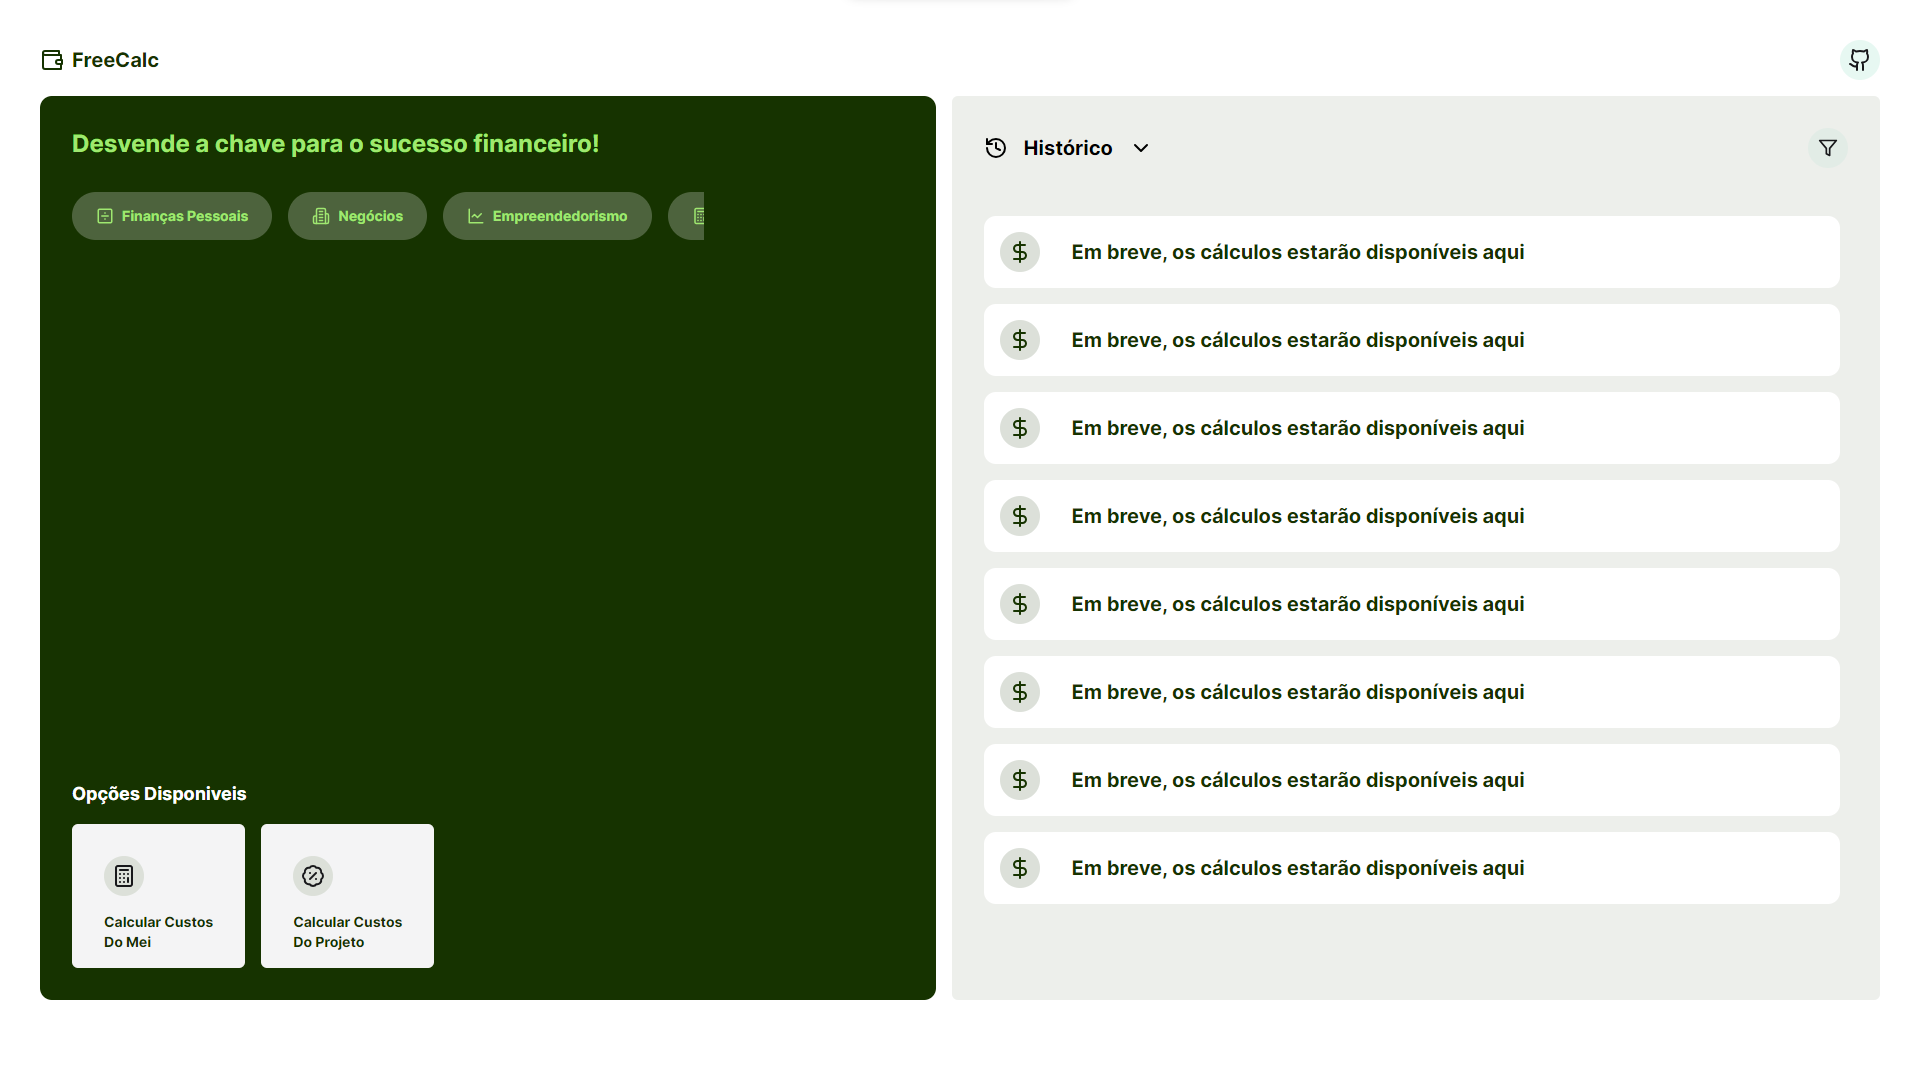 FreeCalc
Desvende a chave para o sucesso financeiro!
Finanças Pessoais
Negócios
Empreendedorismo
Opções Disponiveis
Calcular Custos
Do Mei
Calcular Custos
Do Projeto
Histórico
Em breve, os cálculos estarão disponíveis aqui
Em breve, os cálculos estarão disponíveis aqui
Em breve, os cálculos estarão disponíveis aqui
Em breve, os cálculos estarão disponíveis aqui
Em breve, os cálculos estarão disponíveis aqui
Em breve, os cálculos estarão disponíveis aqui
Em breve, os cálculos estarão disponíveis aqui
Em breve, os cálculos estarão disponíveis aqui